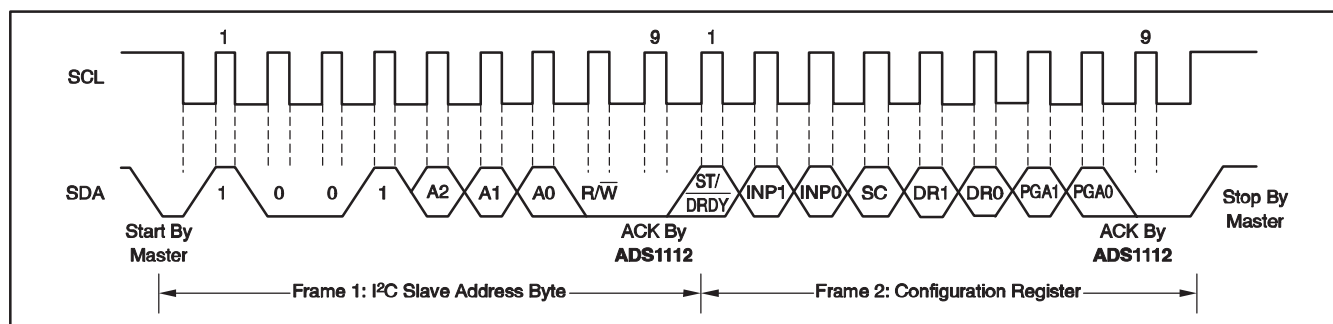 1 9 1 9
SCL
SDA 1 0 0 1 A2 A1 A0 R/W̅ ST/D̅R̅D̅Y̅ INP1 INP0 SC DR1 DR0 PGA1 PGA0
Start By
Master
ACK By
ADS1112
ACK By
ADS1112
Stop By
Master
Frame 1: I²C Slave Address Byte
Frame 2: Configuration Register